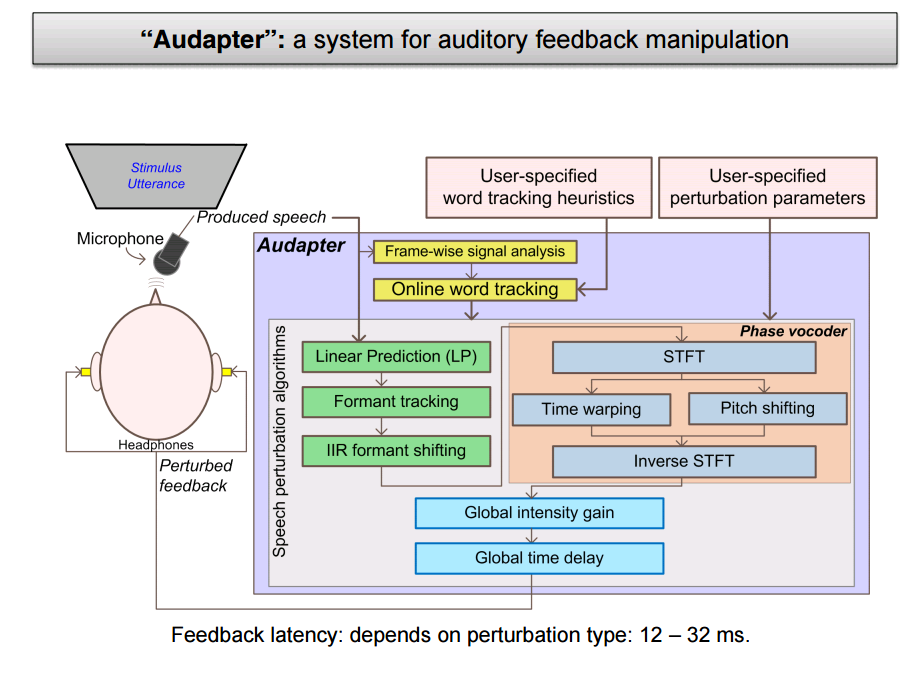 “Audapter”: a system for auditory feedback manipulation
Stimulus
Utterance
Produced speech
Microphone
User-specified
word tracking heuristics
User-specified
perturbation parameters
Audapter
Frame-wise signal analysis
Online word tracking
Speech perturbation algorithms
Linear Prediction (LP)
Formant tracking
IIR formant shifting
Phase vocoder
STFT
Time warping
Pitch shifting
Inverse STFT
Headphones
Perturbed
feedback
Global intensity gain
Global time delay
Feedback latency: depends on perturbation type: 12 – 32 ms.